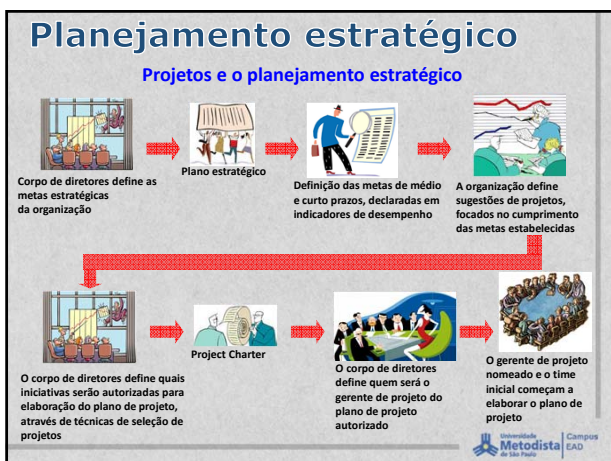 Planejamento estratégico
Projetos e o planejamento estratégico
Corpo de diretores define as
metas estratégicas
da organização
Plano estratégico
Definição das metas de médio
e curto prazos, declaradas em
indicadores de desempenho
A organização define
sugestões de projetos,
focados no cumprimento
das metas estabelecidas
O corpo de diretores define quais
iniciativas serão autorizadas para
elaboração do plano de projeto,
através de técnicas de seleção de
projetos
Project Charter
O corpo de diretores
define quem será o
gerente de projeto do
plano de projeto
autorizado
O gerente de projeto
nomeado e o time
inicial começam a
elaborar o plano de
projeto
Universidade
Metodista
de São Paulo
Campus
EAD